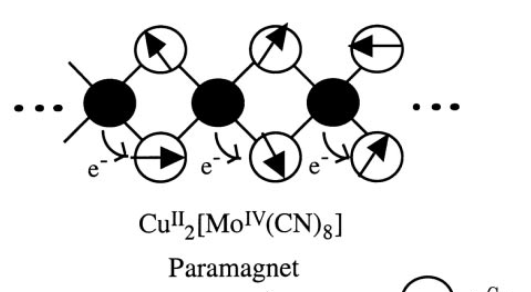 ... ...
e⁻ e⁻ e⁻
Cu^II_2[Mo^IV(CN)_8]
Paramagnet